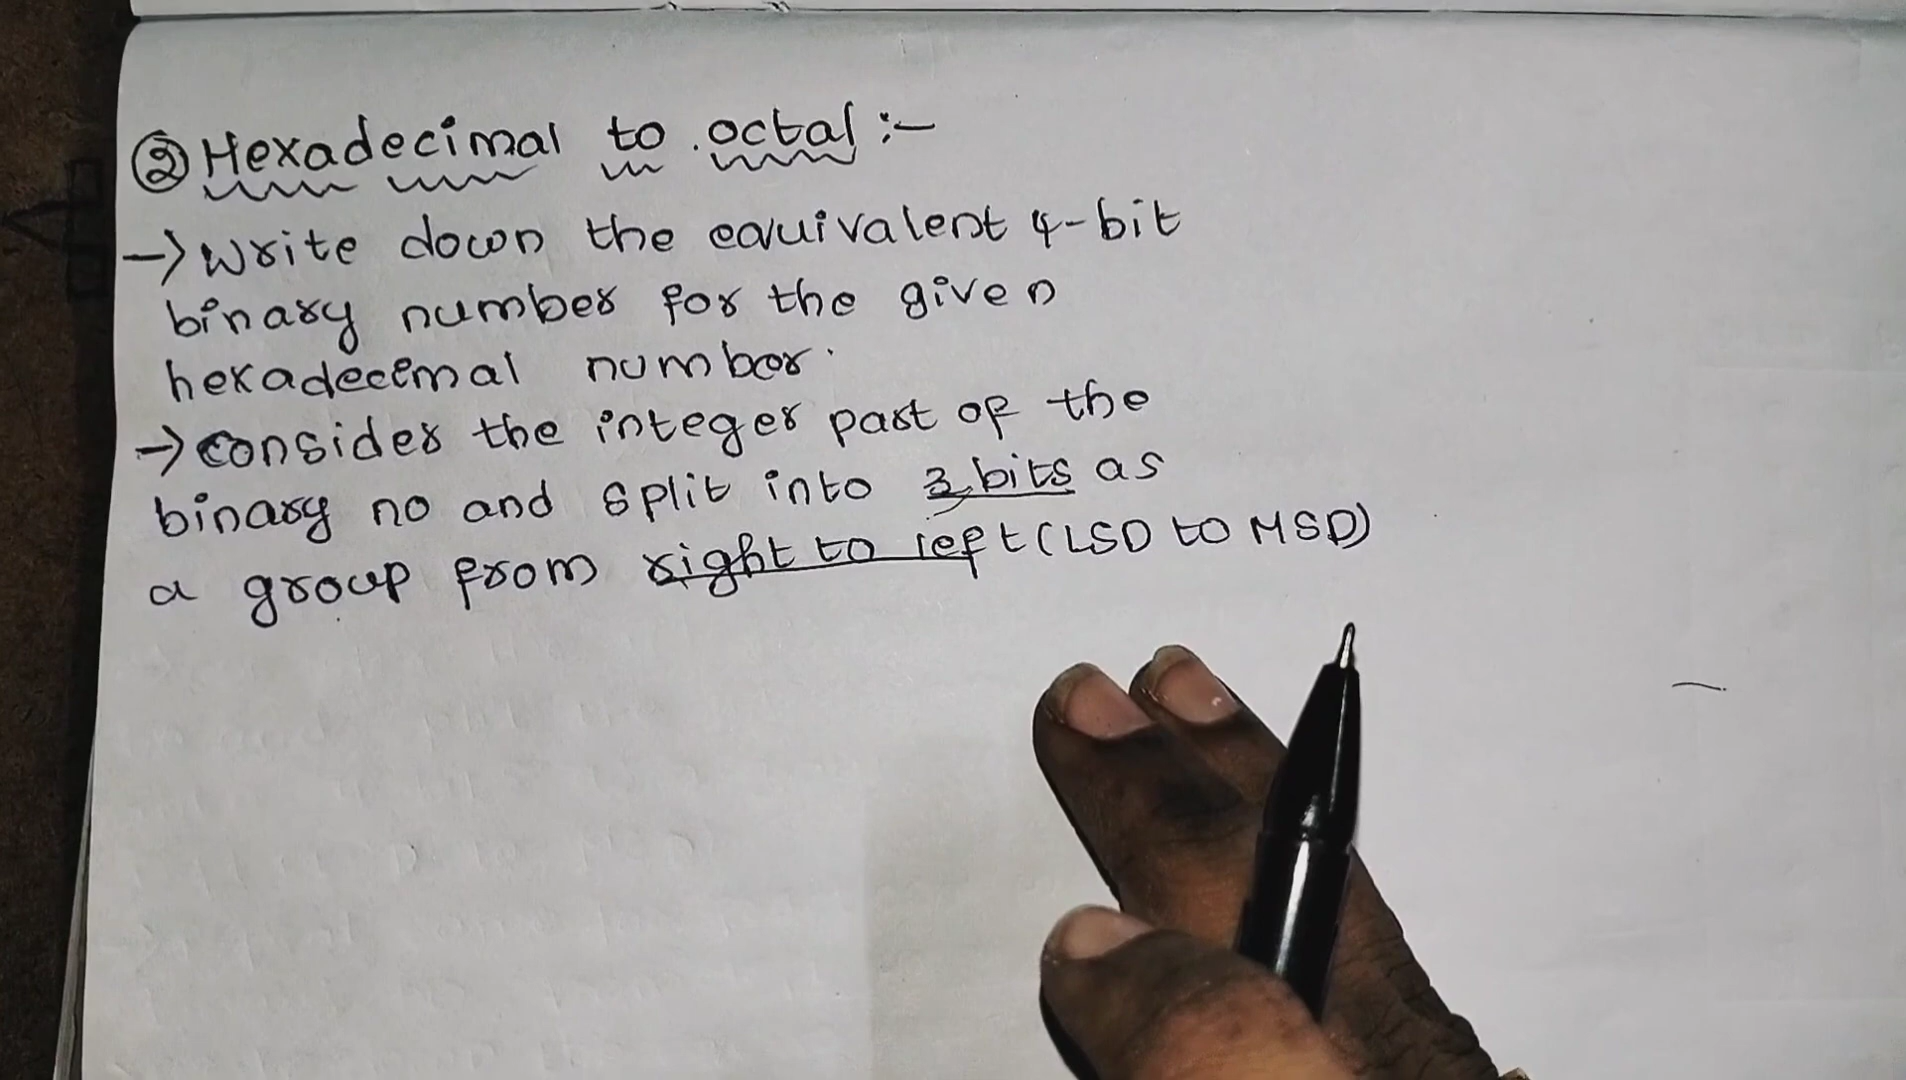 ② Hexadecimal to octal :-
→ Write down the equivalent 4-bit
binary number for the given
hexadecimal number.
→ consider the integer part of the
binary no and split into 3 bits as
a group from right to left (LSD to MSD)